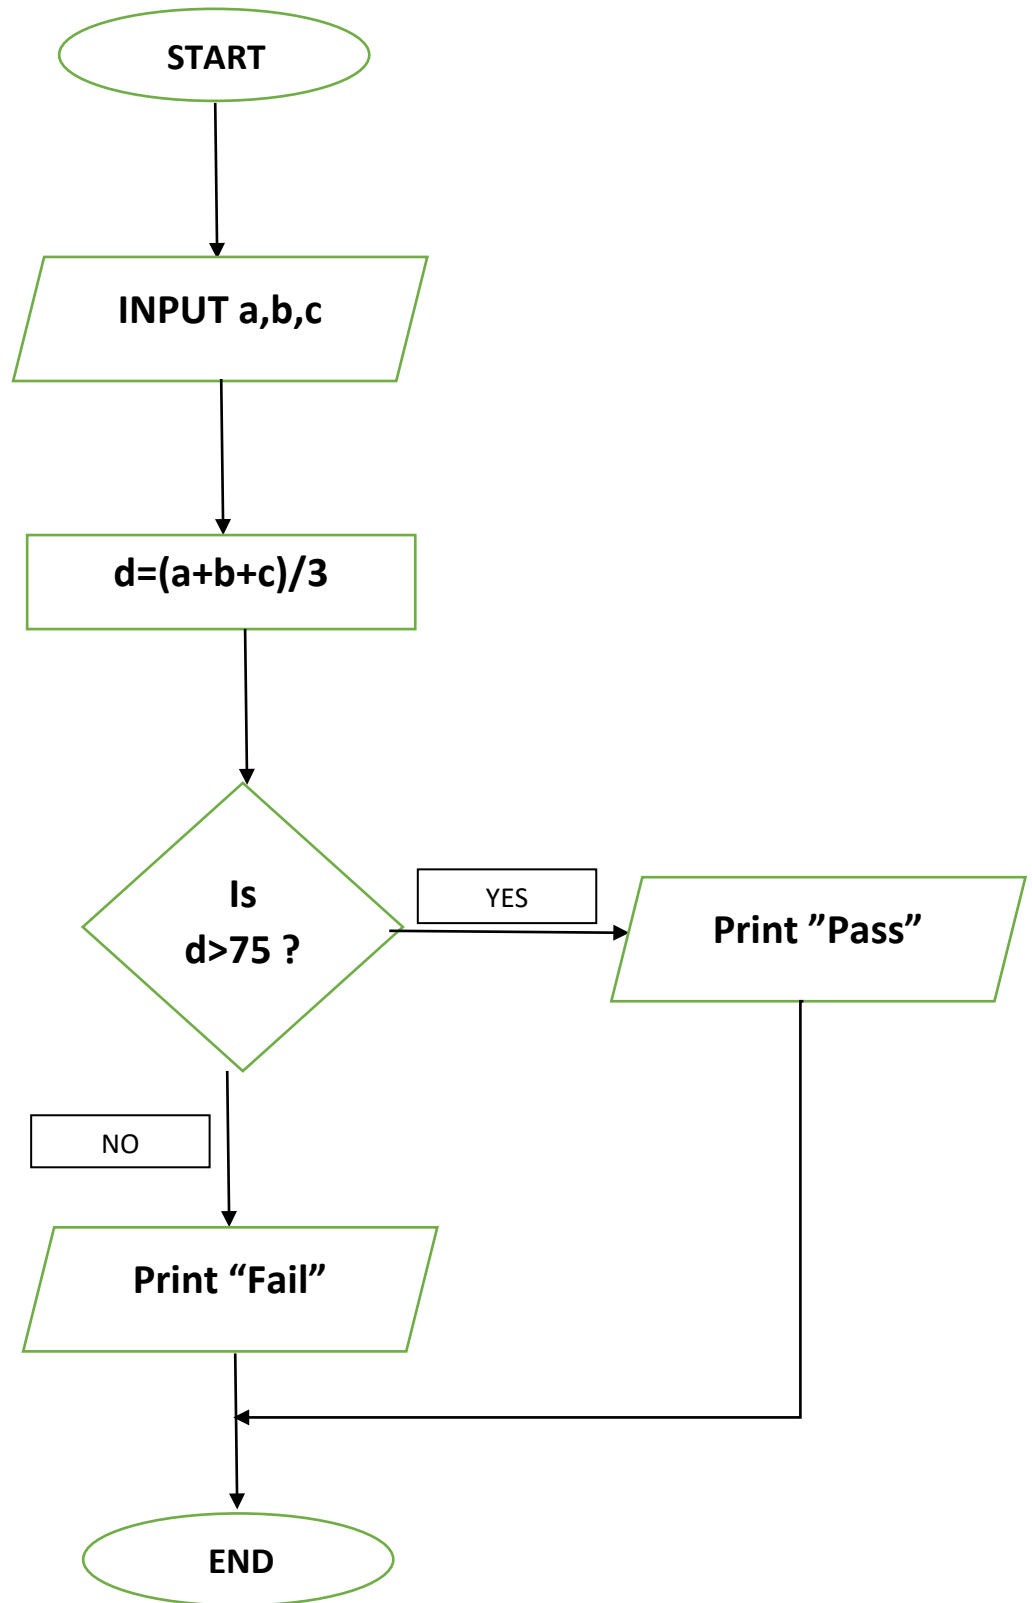 START
INPUT a,b,c
d=(a+b+c)/3
Is
d>75 ?
YES
Print ”Pass”
NO
Print “Fail”
END